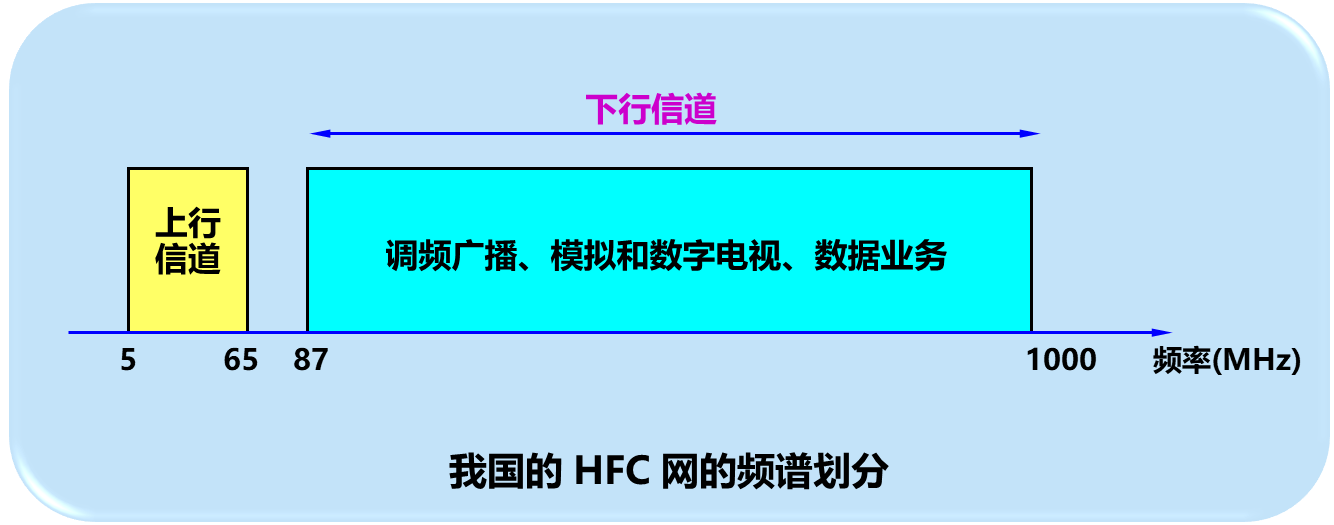 下行信道
上行
信道
调频广播、模拟和数字电视、数据业务
5
65
87
1000
频率(MHz)
我国的 HFC 网的频谱划分